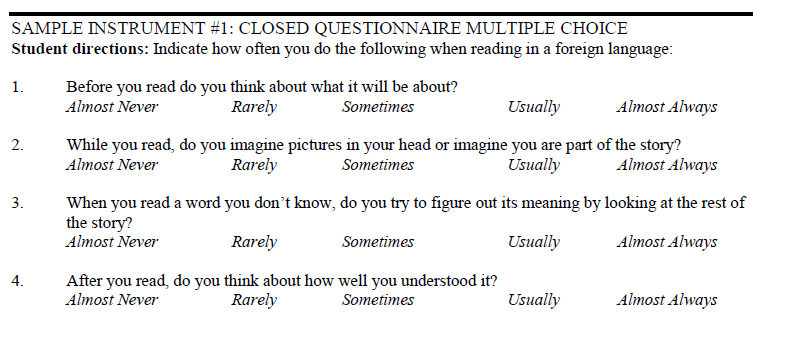 SAMPLE INSTRUMENT #1: CLOSED QUESTIONNAIRE MULTIPLE CHOICE
Student directions: Indicate how often you do the following when reading in a foreign language:
1. Before you read do you think about what it will be about?
Almost Never Rarely Sometimes Usually Almost Always
2. While you read, do you imagine pictures in your head or imagine you are part of the story?
Almost Never Rarely Sometimes Usually Almost Always
3. When you read a word you don’t know, do you try to figure out its meaning by looking at the rest of
the story?
Almost Never Rarely Sometimes Usually Almost Always
4. After you read, do you think about how well you understood it?
Almost Never Rarely Sometimes Usually Almost Always